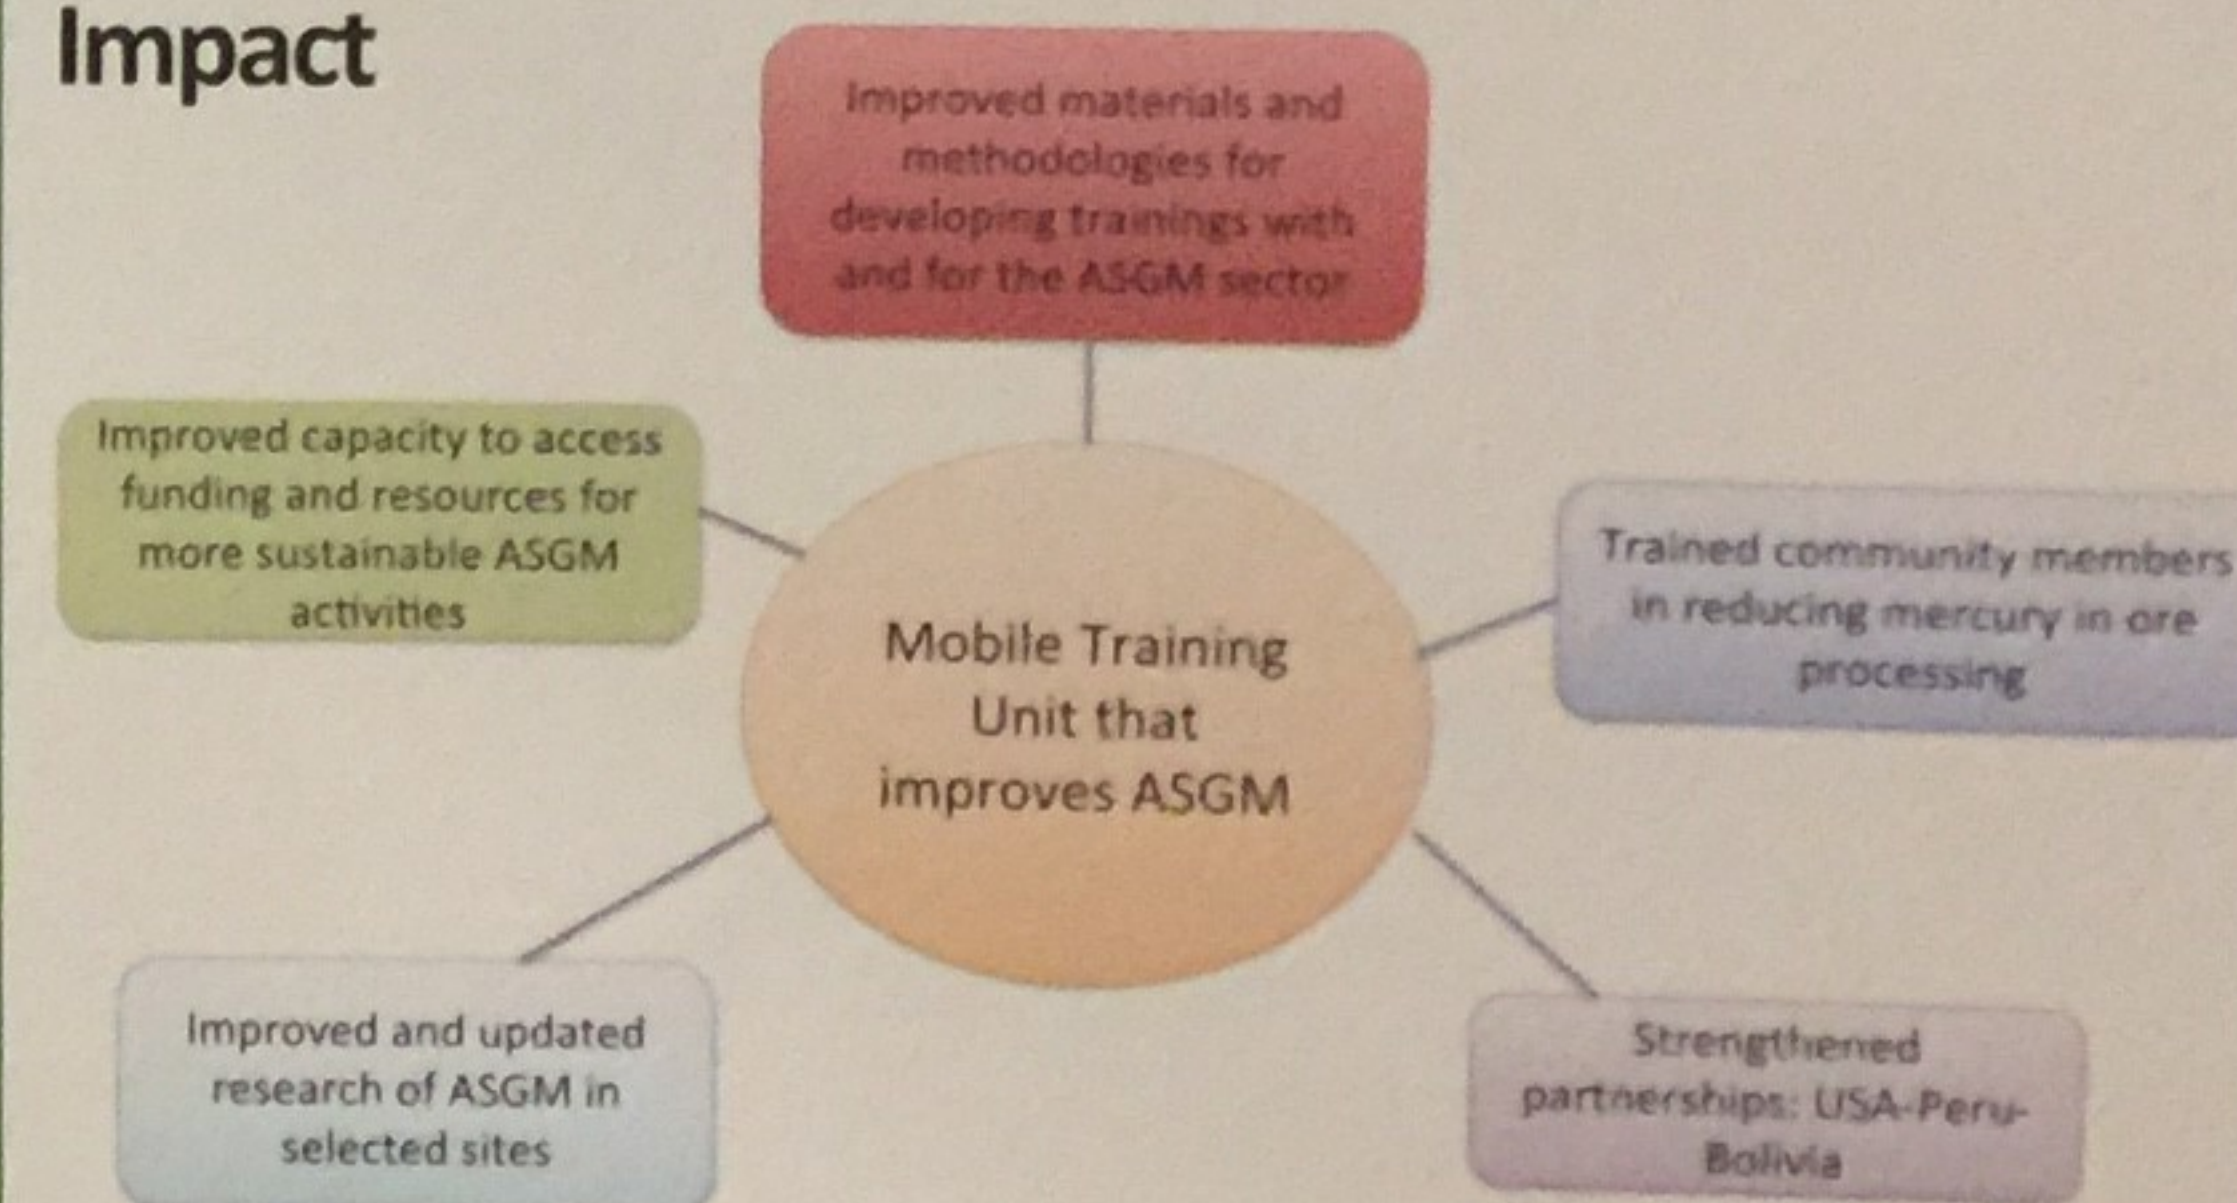 Impact
Improved materials and
methodologies for
developing trainings with
and for the ASGM sector
Improved capacity to access
funding and resources for
more sustainable ASGM
activities
Trained community members
in reducing mercury in ore
processing
Mobile Training
Unit that
improves ASGM
Improved and updated
research of ASGM in
selected sites
Strengthened
partnerships: USA-Peru-
Bolivia